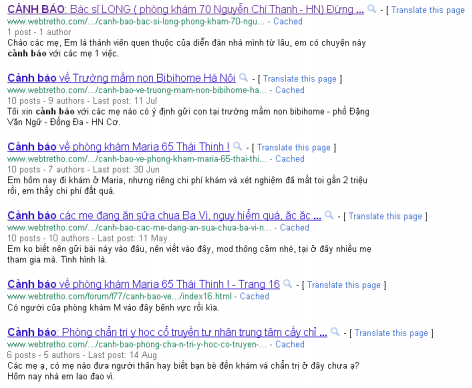 CẢNH BÁO: Bác sĩ LONG ( phòng khám 70 Nguyễn Chí Thanh - HN) Đừng ... - [ Translate this page ]
www.webtretho.com/.../canh-bao-bac-si-long-phong-kham-70-ngu... - Cached
1 post - 1 author
Chào các mẹ, Em là thành viên quen thuộc của diễn đàn nhà mình từ lâu, em có chuyện này
cảnh báo với các mẹ 1 việc.
Cảnh báo về Trường mầm non Bibihome Hà Nội - [ Translate this page ]
www.webtretho.com/.../canh-bao-ve-truong-mam-non-bibihome-ha... - Cached
10 posts - 9 authors - Last post: 11 Jul
Tôi xin cảnh báo với các mẹ nào có ý định gửi con tại trường mầm non bibihome - phố Đặng
Văn Ngữ - Đống Đa - HN Cơ.
Cảnh báo về phòng khám Maria 65 Thái Thịnh I - [ Translate this page ]
www.webtretho.com/.../canh-bao-ve-phong-kham-maria-65-thai-thi... - Cached
10 posts - 7 authors - Last post: 30 Jun
Em hôm nay đi khám ở Maria, nhưng riêng chi phí khám và xét nghiệm đã mất toi gần 2 triệu
rồi, em thấy chi phí đắt quá.
Cảnh báo các mẹ đang ăn sữa chua Ba Vì, nguy hiểm quá, ặc ặc ... - [ Translate this page ]
www.webtretho.com/.../canh-bao-cac-me-dang-an-sua-chua-ba-vi-n... - Cached
10 posts - 10 authors - Last post: 11 May
Em ko biết nên gửi bài này vào đâu, nên viết vào đây, mod thông cảm nhé, tại ở đây nhiều mẹ
tham gia mà. Tình hình là.
Cảnh báo về phòng khám Maria 65 Thái Thịnh I - Trang 16 - [ Translate this page ]
www.webtretho.com/forum/f77/canh-bao-ve.../index16.html - Cached
Có người của phòng khám M vào đây bênh vực rồi kìa.
Cảnh báo: Phòng chẩn trị y học cổ truyền tư nhân trung tâm cấy chỉ ... - [ Translate this page ]
www.webtretho.com/.../canh-bao-phong-cha-n-tri-y-hoc-co-truyen-... - Cached
6 posts - 5 authors - Last post: 14 Aug
Các mẹ ạ, có mẹ nào đưa người thân hay biết bạn bè đến khám và chẩn trị ở đây chưa ạ?
Hôm nay nhà em lao đao vì.